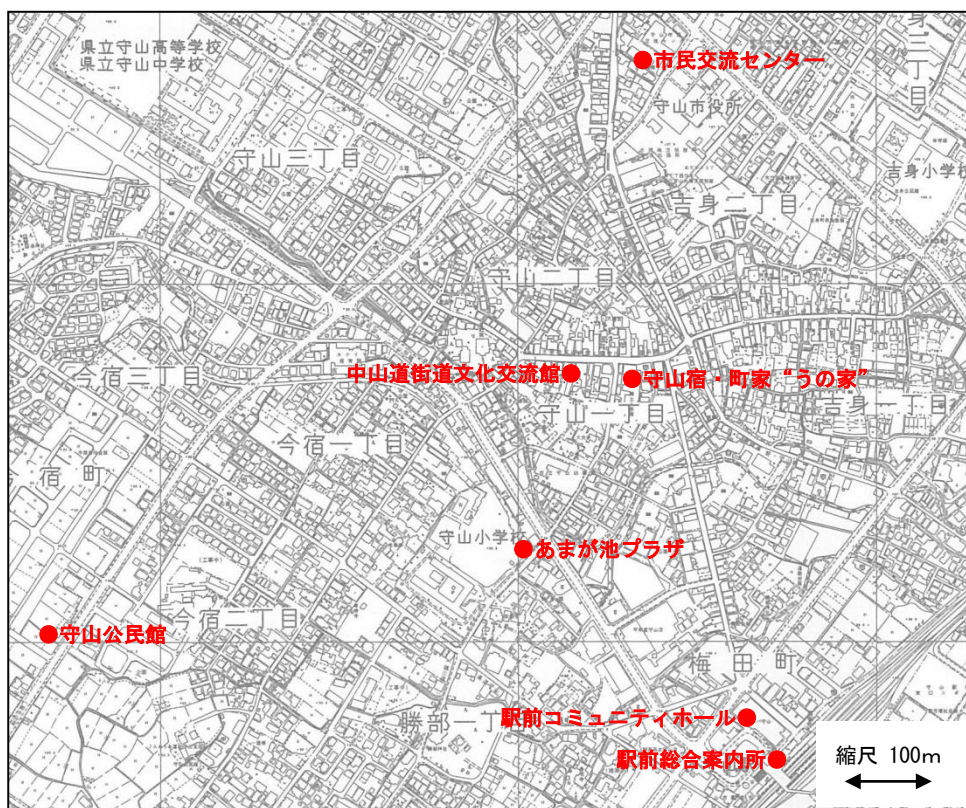 県立守山高等学校
県立守山中学校
●市民交流センター
吉身三丁目
守山市役所
守山三丁目
吉身小学校
吉身二丁目
守山二丁目
中山道街道文化交流館●
●守山宿・町家“うの家”
今宿三丁目
守山一丁目
吉身一丁目
今宿一丁目
宿町
守山小学校
●あまが池プラザ
今宿二丁目
●守山公民館
梅田町
勝部一丁目
駅前コミュニティホール●
駅前総合案内所●
縮尺 100m